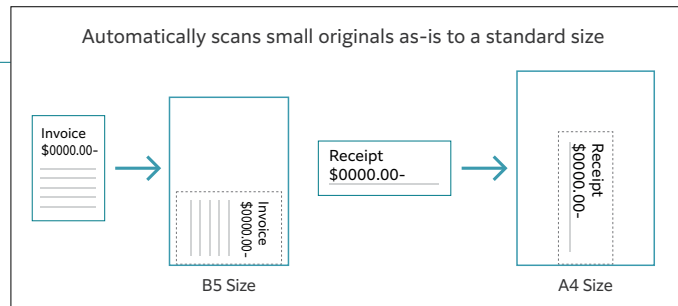 Automatically scans small originals as-is to a standard size
Invoice
$0000.00-
Invoice
$0000.00-
B5 Size
Receipt
$0000.00-
Receipt
$0000.00-
A4 Size